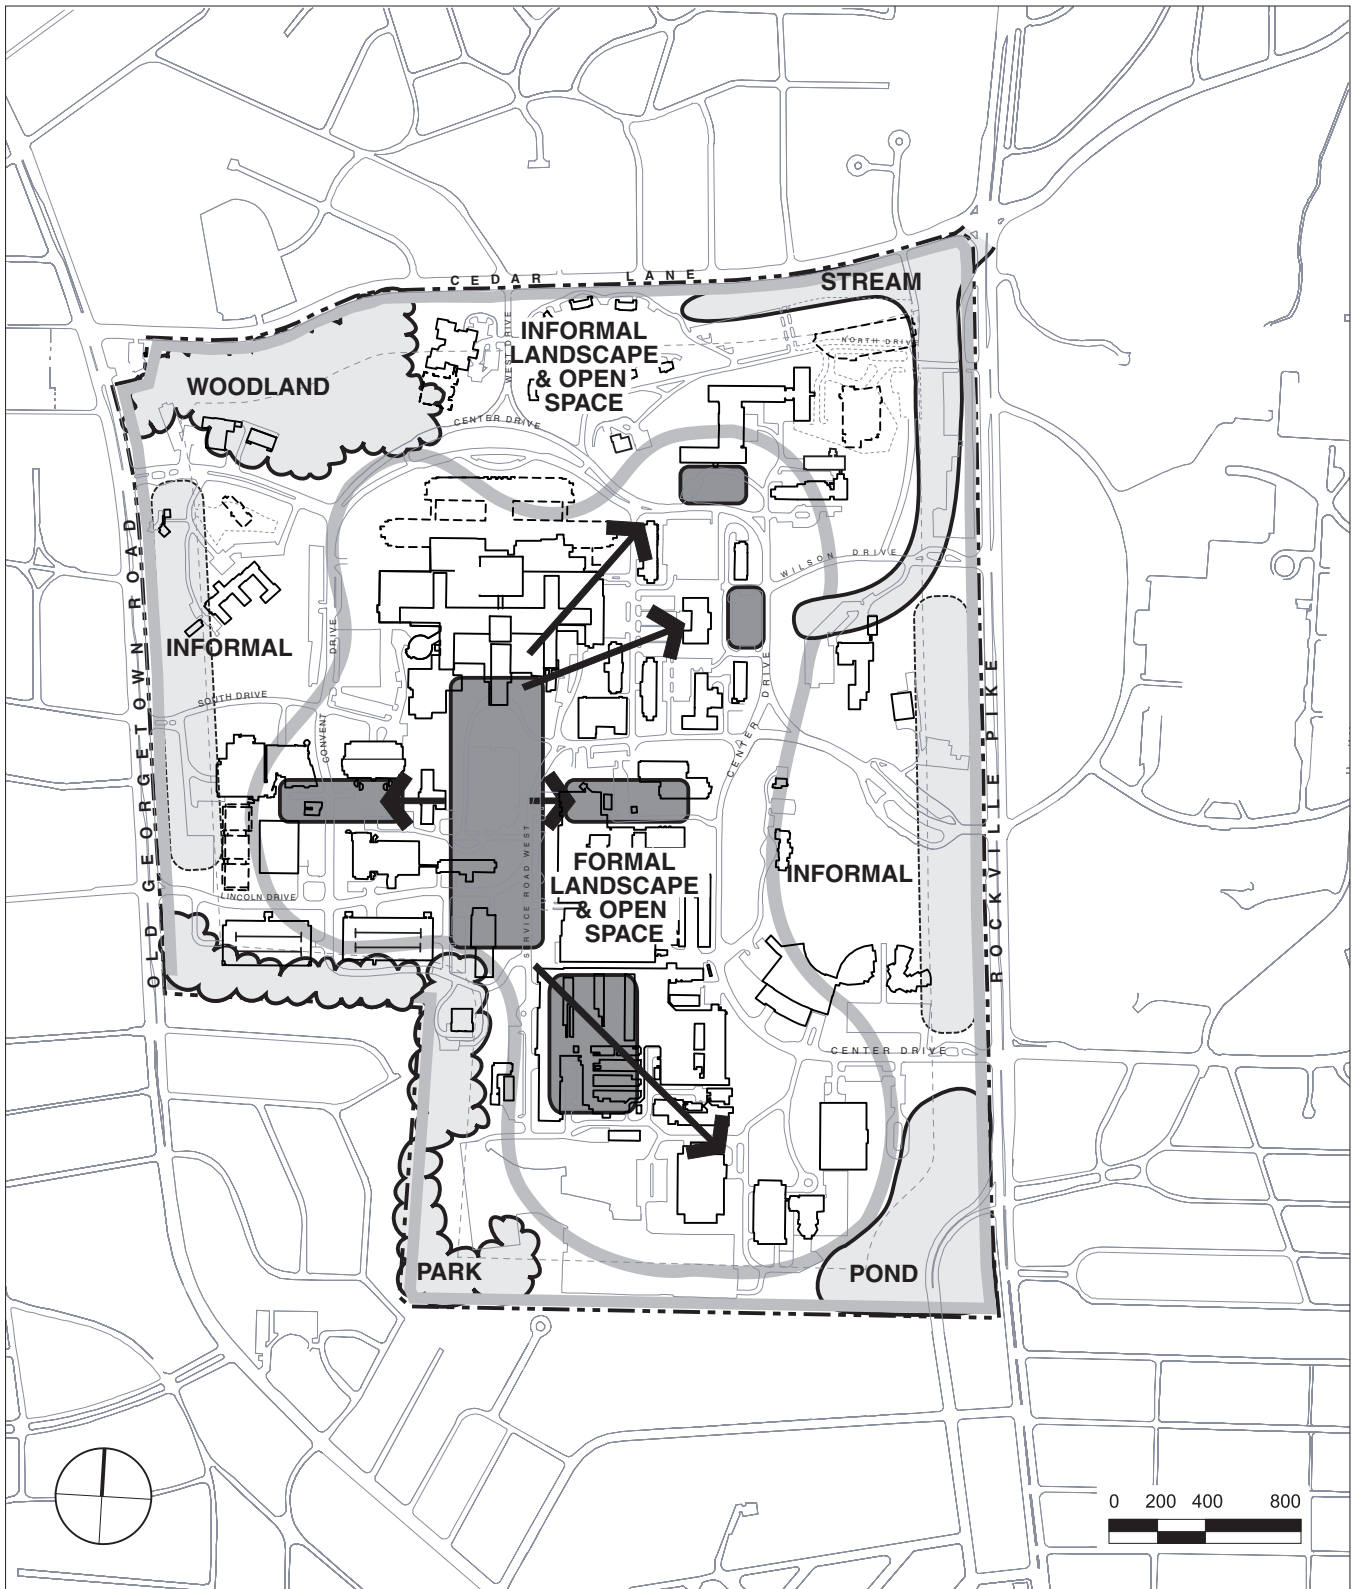 CEDAR LANE
STREAM
WEST DRIVE
INFORMAL
LANDSCAPE
& OPEN
SPACE
NORTH DRIVE
WOODLAND
CENTER DRIVE
OLD GEORGETOWN ROAD
WILSON DRIVE
DRIVE
INFORMAL
SOUTH DRIVE
CONVENT
CENTER DRIVE
ROCKVILLE PIKE
SERVICE ROAD WEST
FORMAL
LANDSCAPE
& OPEN
SPACE
INFORMAL
LINCOLN DRIVE
CENTER DRIVE
PARK
POND
0 200 400 800